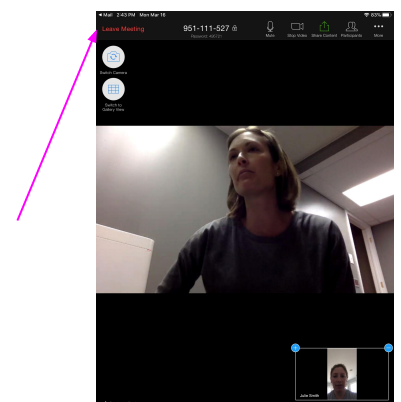 Mail 2:43 PM Mon Mar 16 83%
Leave Meeting
951-111-527
Mute
Stop Video
Share Content
Participants
More
Switch Camera
Switch to
Gallery View
Julie Smith